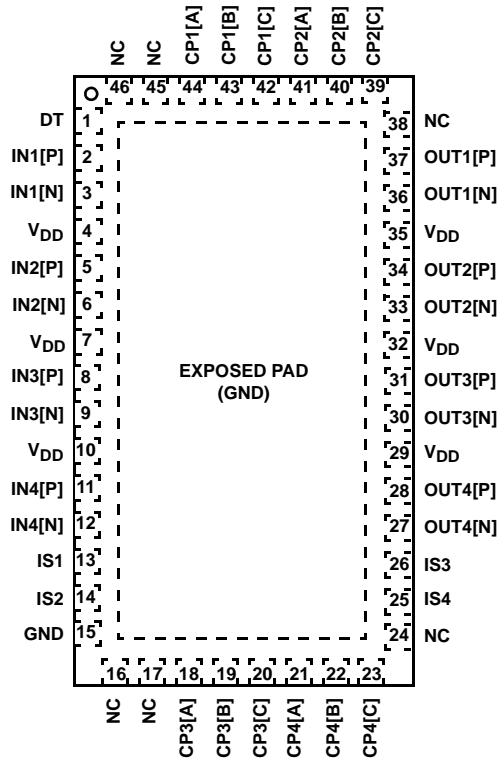 NC
NC
CP1[A]
CP1[B]
CP1[C]
CP2[A]
CP2[B]
CP2[C]
46
45
44
43
42
41
40
39
DT 1
IN1[P] 2
IN1[N] 3
VDD 4
IN2[P] 5
IN2[N] 6
VDD 7
IN3[P] 8
IN3[N] 9
VDD 10
IN4[P] 11
IN4[N] 12
IS1 13
IS2 14
GND 15
EXPOSED PAD
(GND)
38 NC
37 OUT1[P]
36 OUT1[N]
35 VDD
34 OUT2[P]
33 OUT2[N]
32 VDD
31 OUT3[P]
30 OUT3[N]
29 VDD
28 OUT4[P]
27 OUT4[N]
26 IS3
25 IS4
24 NC
16
17
18
19
20
21
22
23
NC
NC
CP3[A]
CP3[B]
CP3[C]
CP4[A]
CP4[B]
CP4[C]